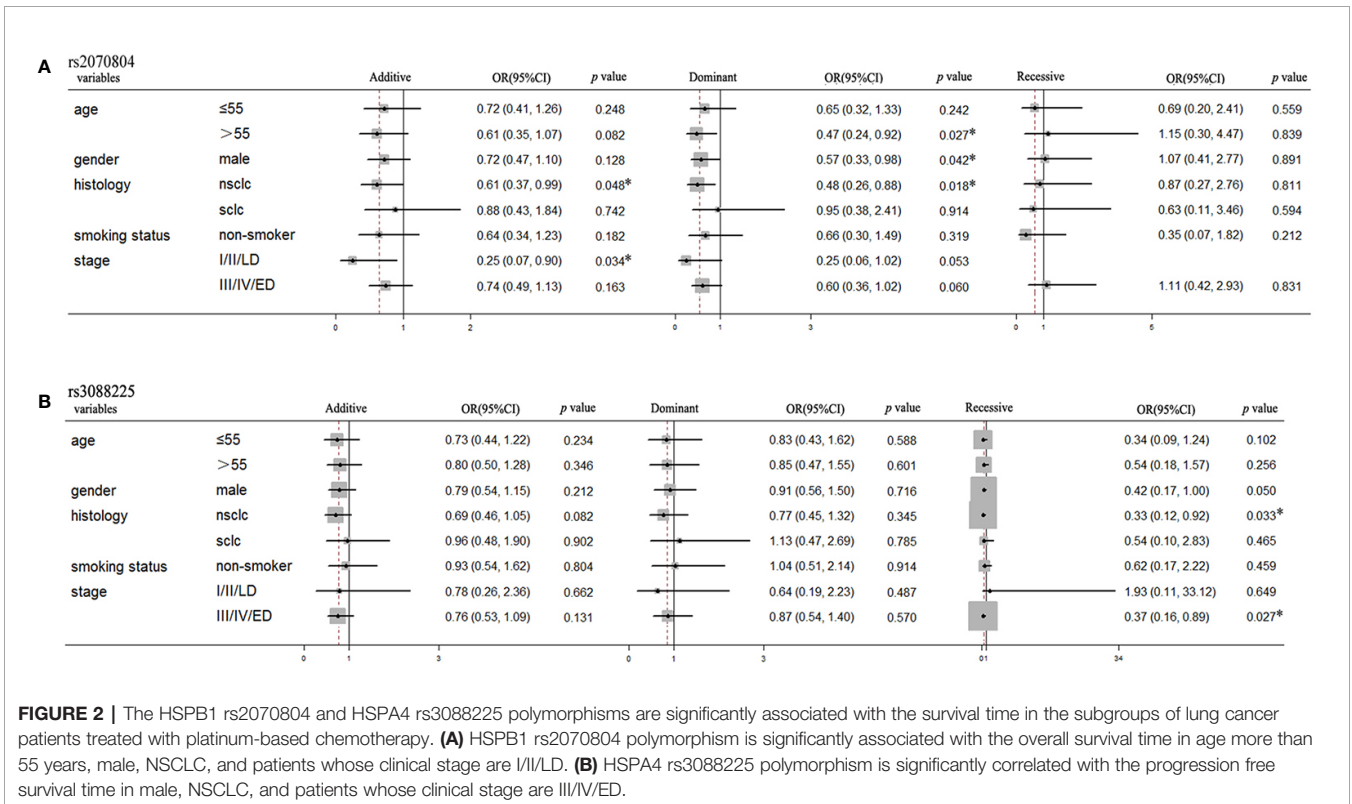 A
rs2070804
variables Additive OR(95%CI) p value Dominant OR(95%CI) p value Recessive OR(95%CI) p value
age ≤55 0.72 (0.41, 1.26) 0.248 0.65 (0.32, 1.33) 0.242 0.69 (0.20, 2.41) 0.559
>55 0.61 (0.35, 1.07) 0.082 0.47 (0.24, 0.92) 0.027* 1.15 (0.30, 4.47) 0.839
gender male 0.72 (0.47, 1.10) 0.128 0.57 (0.33, 0.98) 0.042* 1.07 (0.41, 2.77) 0.891
histology nsclc 0.61 (0.37, 0.99) 0.048* 0.48 (0.26, 0.88) 0.018* 0.87 (0.27, 2.76) 0.811
sclc 0.88 (0.43, 1.84) 0.742 0.95 (0.38, 2.41) 0.914 0.63 (0.11, 3.46) 0.594
smoking status non-smoker 0.64 (0.34, 1.23) 0.182 0.66 (0.30, 1.49) 0.319 0.35 (0.07, 1.82) 0.212
stage I/II/LD 0.25 (0.07, 0.90) 0.034* 0.25 (0.06, 1.02) 0.053
III/IV/ED 0.74 (0.49, 1.13) 0.163 0.60 (0.36, 1.02) 0.060 1.11 (0.42, 2.93) 0.831
0 1 2 0 1 3 0 1 5
B
rs3088225
variables Additive OR(95%CI) p value Dominant OR(95%CI) p value Recessive OR(95%CI) p value
age ≤55 0.73 (0.44, 1.22) 0.234 0.83 (0.43, 1.62) 0.588 0.34 (0.09, 1.24) 0.102
>55 0.80 (0.50, 1.28) 0.346 0.85 (0.47, 1.55) 0.601 0.54 (0.18, 1.57) 0.256
gender male 0.79 (0.54, 1.15) 0.212 0.91 (0.56, 1.50) 0.716 0.42 (0.17, 1.00) 0.050
histology nsclc 0.69 (0.46, 1.05) 0.082 0.77 (0.45, 1.32) 0.345 0.33 (0.12, 0.92) 0.033*
sclc 0.96 (0.48, 1.90) 0.902 1.13 (0.47, 2.69) 0.785 0.54 (0.10, 2.83) 0.465
smoking status non-smoker 0.93 (0.54, 1.62) 0.804 1.04 (0.51, 2.14) 0.914 0.62 (0.17, 2.22) 0.459
stage I/II/LD 0.78 (0.26, 2.36) 0.662 0.64 (0.19, 2.23) 0.487 1.93 (0.11, 33.12) 0.649
III/IV/ED 0.76 (0.53, 1.09) 0.131 0.87 (0.54, 1.40) 0.570 0.37 (0.16, 0.89) 0.027*
0 1 3 0 1 3 0 1 34
FIGURE 2 | The HSPB1 rs2070804 and HSPA4 rs3088225 polymorphisms are significantly associated with the survival time in the subgroups of lung cancer
patients treated with platinum-based chemotherapy. (A) HSPB1 rs2070804 polymorphism is significantly associated with the overall survival time in age more than
55 years, male, NSCLC, and patients whose clinical stage are I/II/LD. (B) HSPA4 rs3088225 polymorphism is significantly correlated with the progression free
survival time in male, NSCLC, and patients whose clinical stage are III/IV/ED.